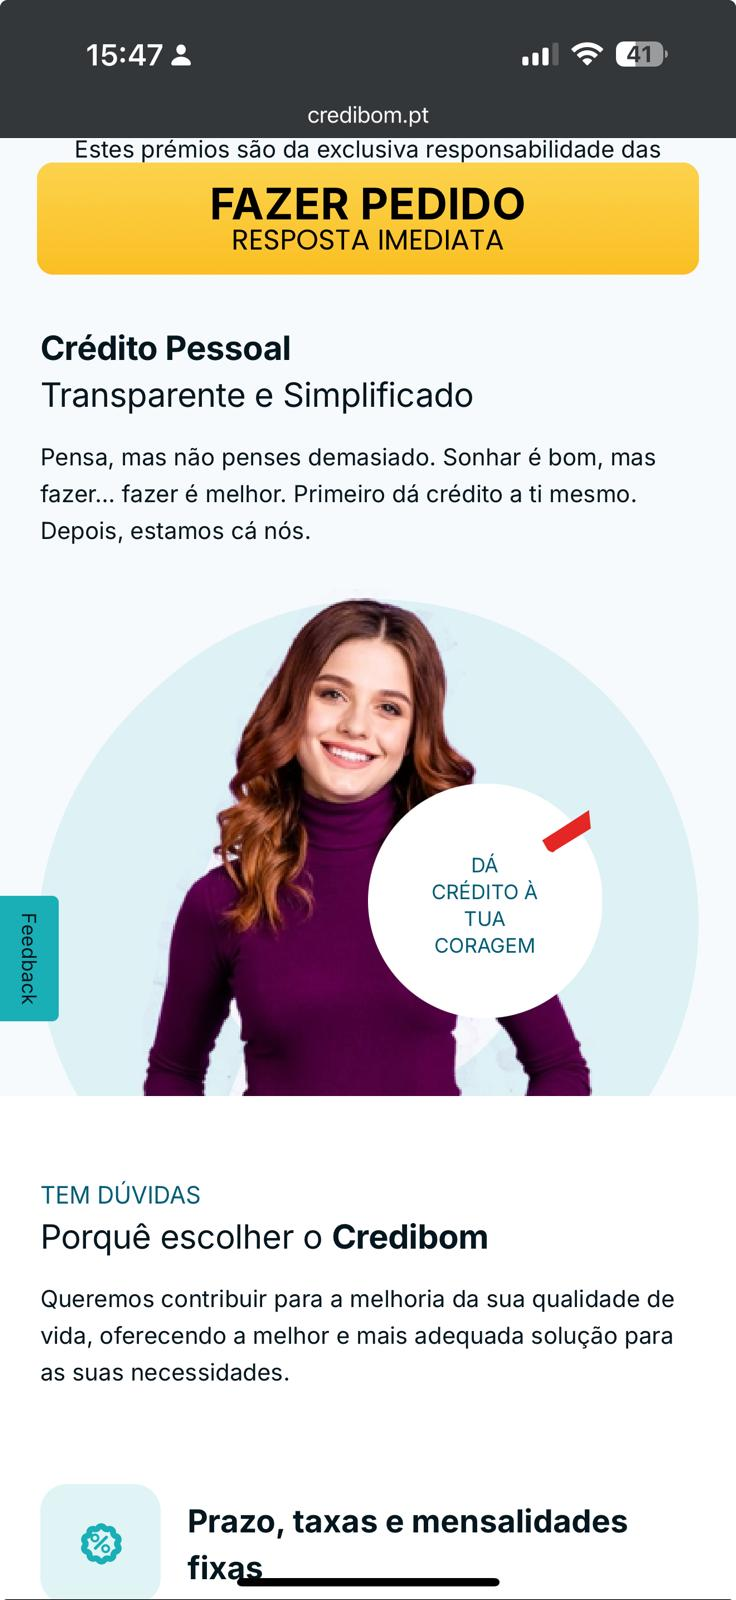 15:47
41
credibom.pt
Estes prémios são da exclusiva responsabilidade das
FAZER PEDIDO
RESPOSTA IMEDIATA
Crédito Pessoal
Transparente e Simplificado
Pensa, mas não penses demasiado. Sonhar é bom, mas
fazer... fazer é melhor. Primeiro dá crédito a ti mesmo.
Depois, estamos cá nós.
DÁ
CRÉDITO À
TUA
CORAGEM
Feedback
TEM DÚVIDAS
Porquê escolher o Credibom
Queremos contribuir para a melhoria da sua qualidade de
vida, oferecendo a melhor e mais adequada solução para
as suas necessidades.
Prazo, taxas e mensalidades
fixas